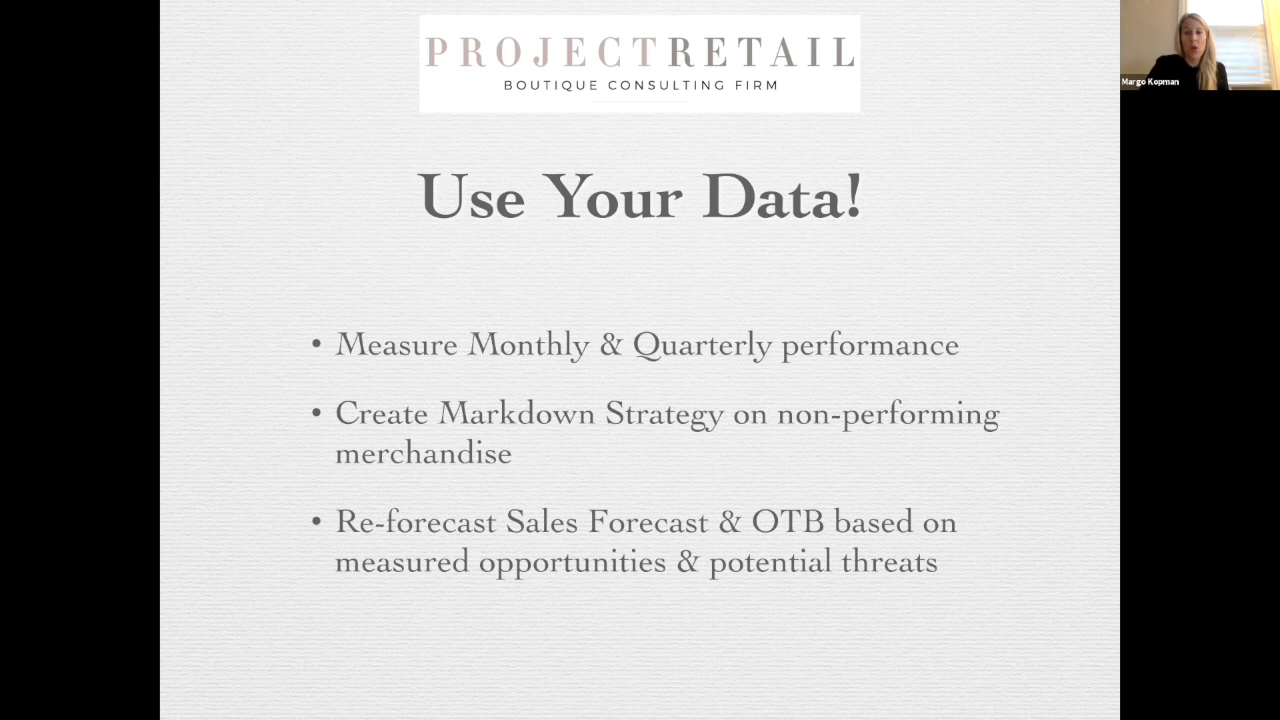 PROJECTRETAIL
BOUTIQUE CONSULTING FIRM
Margo Kopman
Use Your Data!
• Measure Monthly & Quarterly performance
• Create Markdown Strategy on non-performing
merchandise
• Re-forecast Sales Forecast & OTB based on
measured opportunities & potential threats